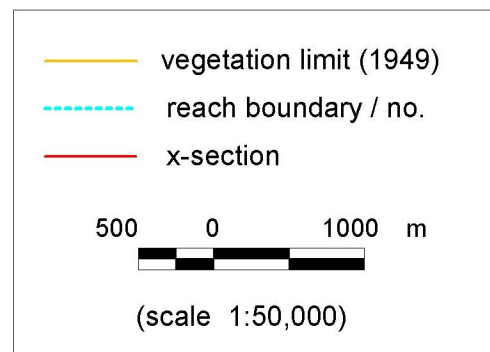 vegetation limit (1949)
reach boundary / no.
x-section
500 0 1000 m
(scale 1:50,000)